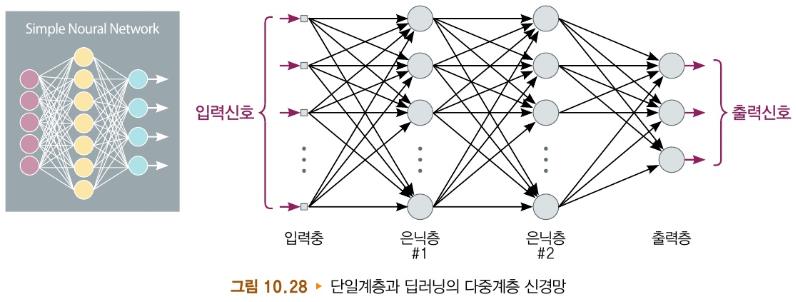 Simple Noural Network
입력신호
출력신호
입력충
은닉층
#1
은닉층
#2
출력층
그림 10.28 ▸ 단일계층과 딥러닝의 다중계층 신경망